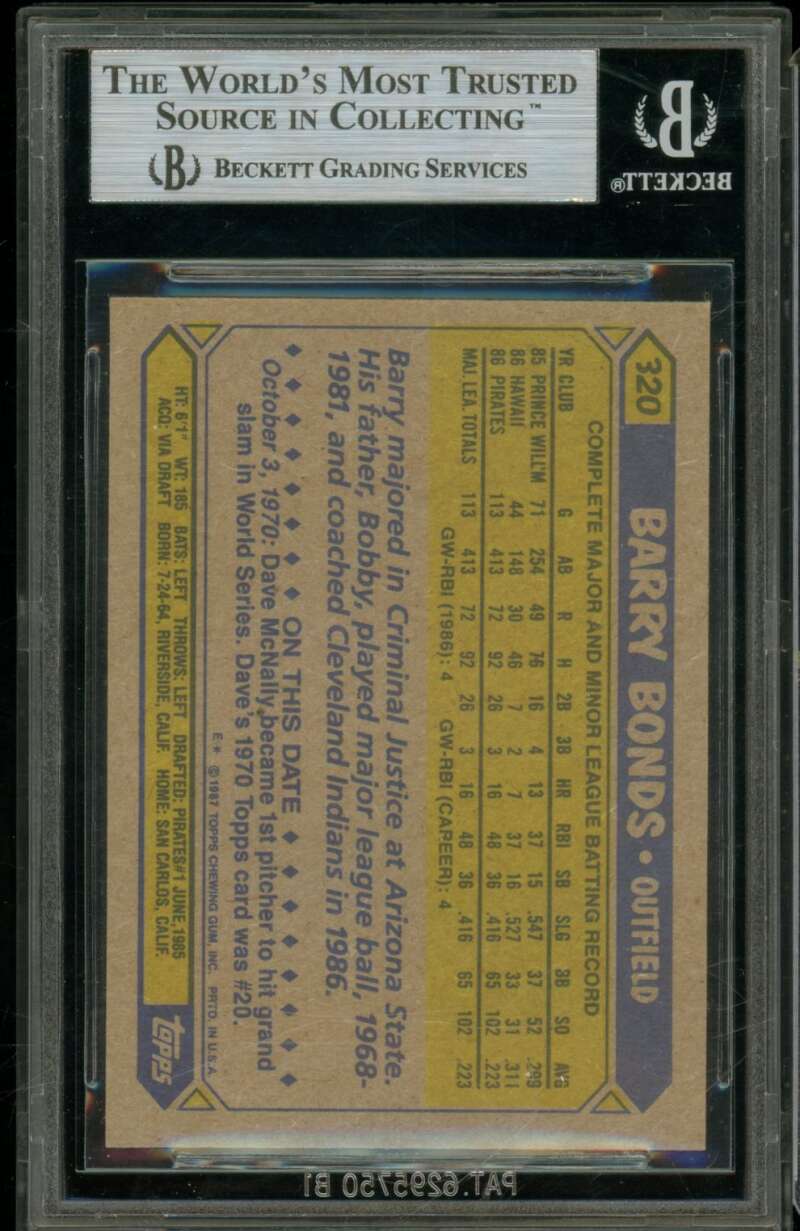 THE WORLD'S MOST TRUSTED
SOURCE IN COLLECTING™
B BECKETT GRADING SERVICES
B
BECKETT®
320 BARRY BONDS • OUTFIELD
COMPLETE MAJOR AND MINOR LEAGUE BATTING RECORD
YR CLUB G AB R H 2B 3B HR RBI SB SLG BB SO AVG
85 PRINCE WILL'M 71 254 49 76 16 4 13 37 15 .547 37 52 .299
86 HAWAII 44 148 30 46 7 2 7 37 16 .527 33 31 .311
86 PIRATES 113 413 72 92 26 3 16 48 36 .416 65 102 .223
MAJ. LEA. TOTALS 113 413 72 92 26 3 16 48 36 .416 65 102 .223
GW-RBI (1986): 4 GW-RBI (CAREER): 4
Barry majored in Criminal Justice at Arizona State.
His father, Bobby, played major league ball, 1968-
1981, and coached Cleveland Indians in 1986.
♦ ♦ ♦ ♦ ♦ ♦ ♦ ON THIS DATE ♦ ♦ ♦ ♦ ♦ ♦ ♦
October 3, 1970: Dave McNally became 1st pitcher to hit grand
slam in World Series. Dave's 1970 Topps card was #20.
E* ©1987 TOPPS CHEWING GUM, INC. PRTD. IN U.S.A.
HT: 6'1" WT: 185 BATS: LEFT THROWS: LEFT DRAFTED: PIRATES #1 JUNE, 1985
ACQ: VIA DRAFT BORN: 7-24-64, RIVERSIDE, CALIF. HOME: SAN CARLOS, CALIF.
topps
PAT. 6295750 B1